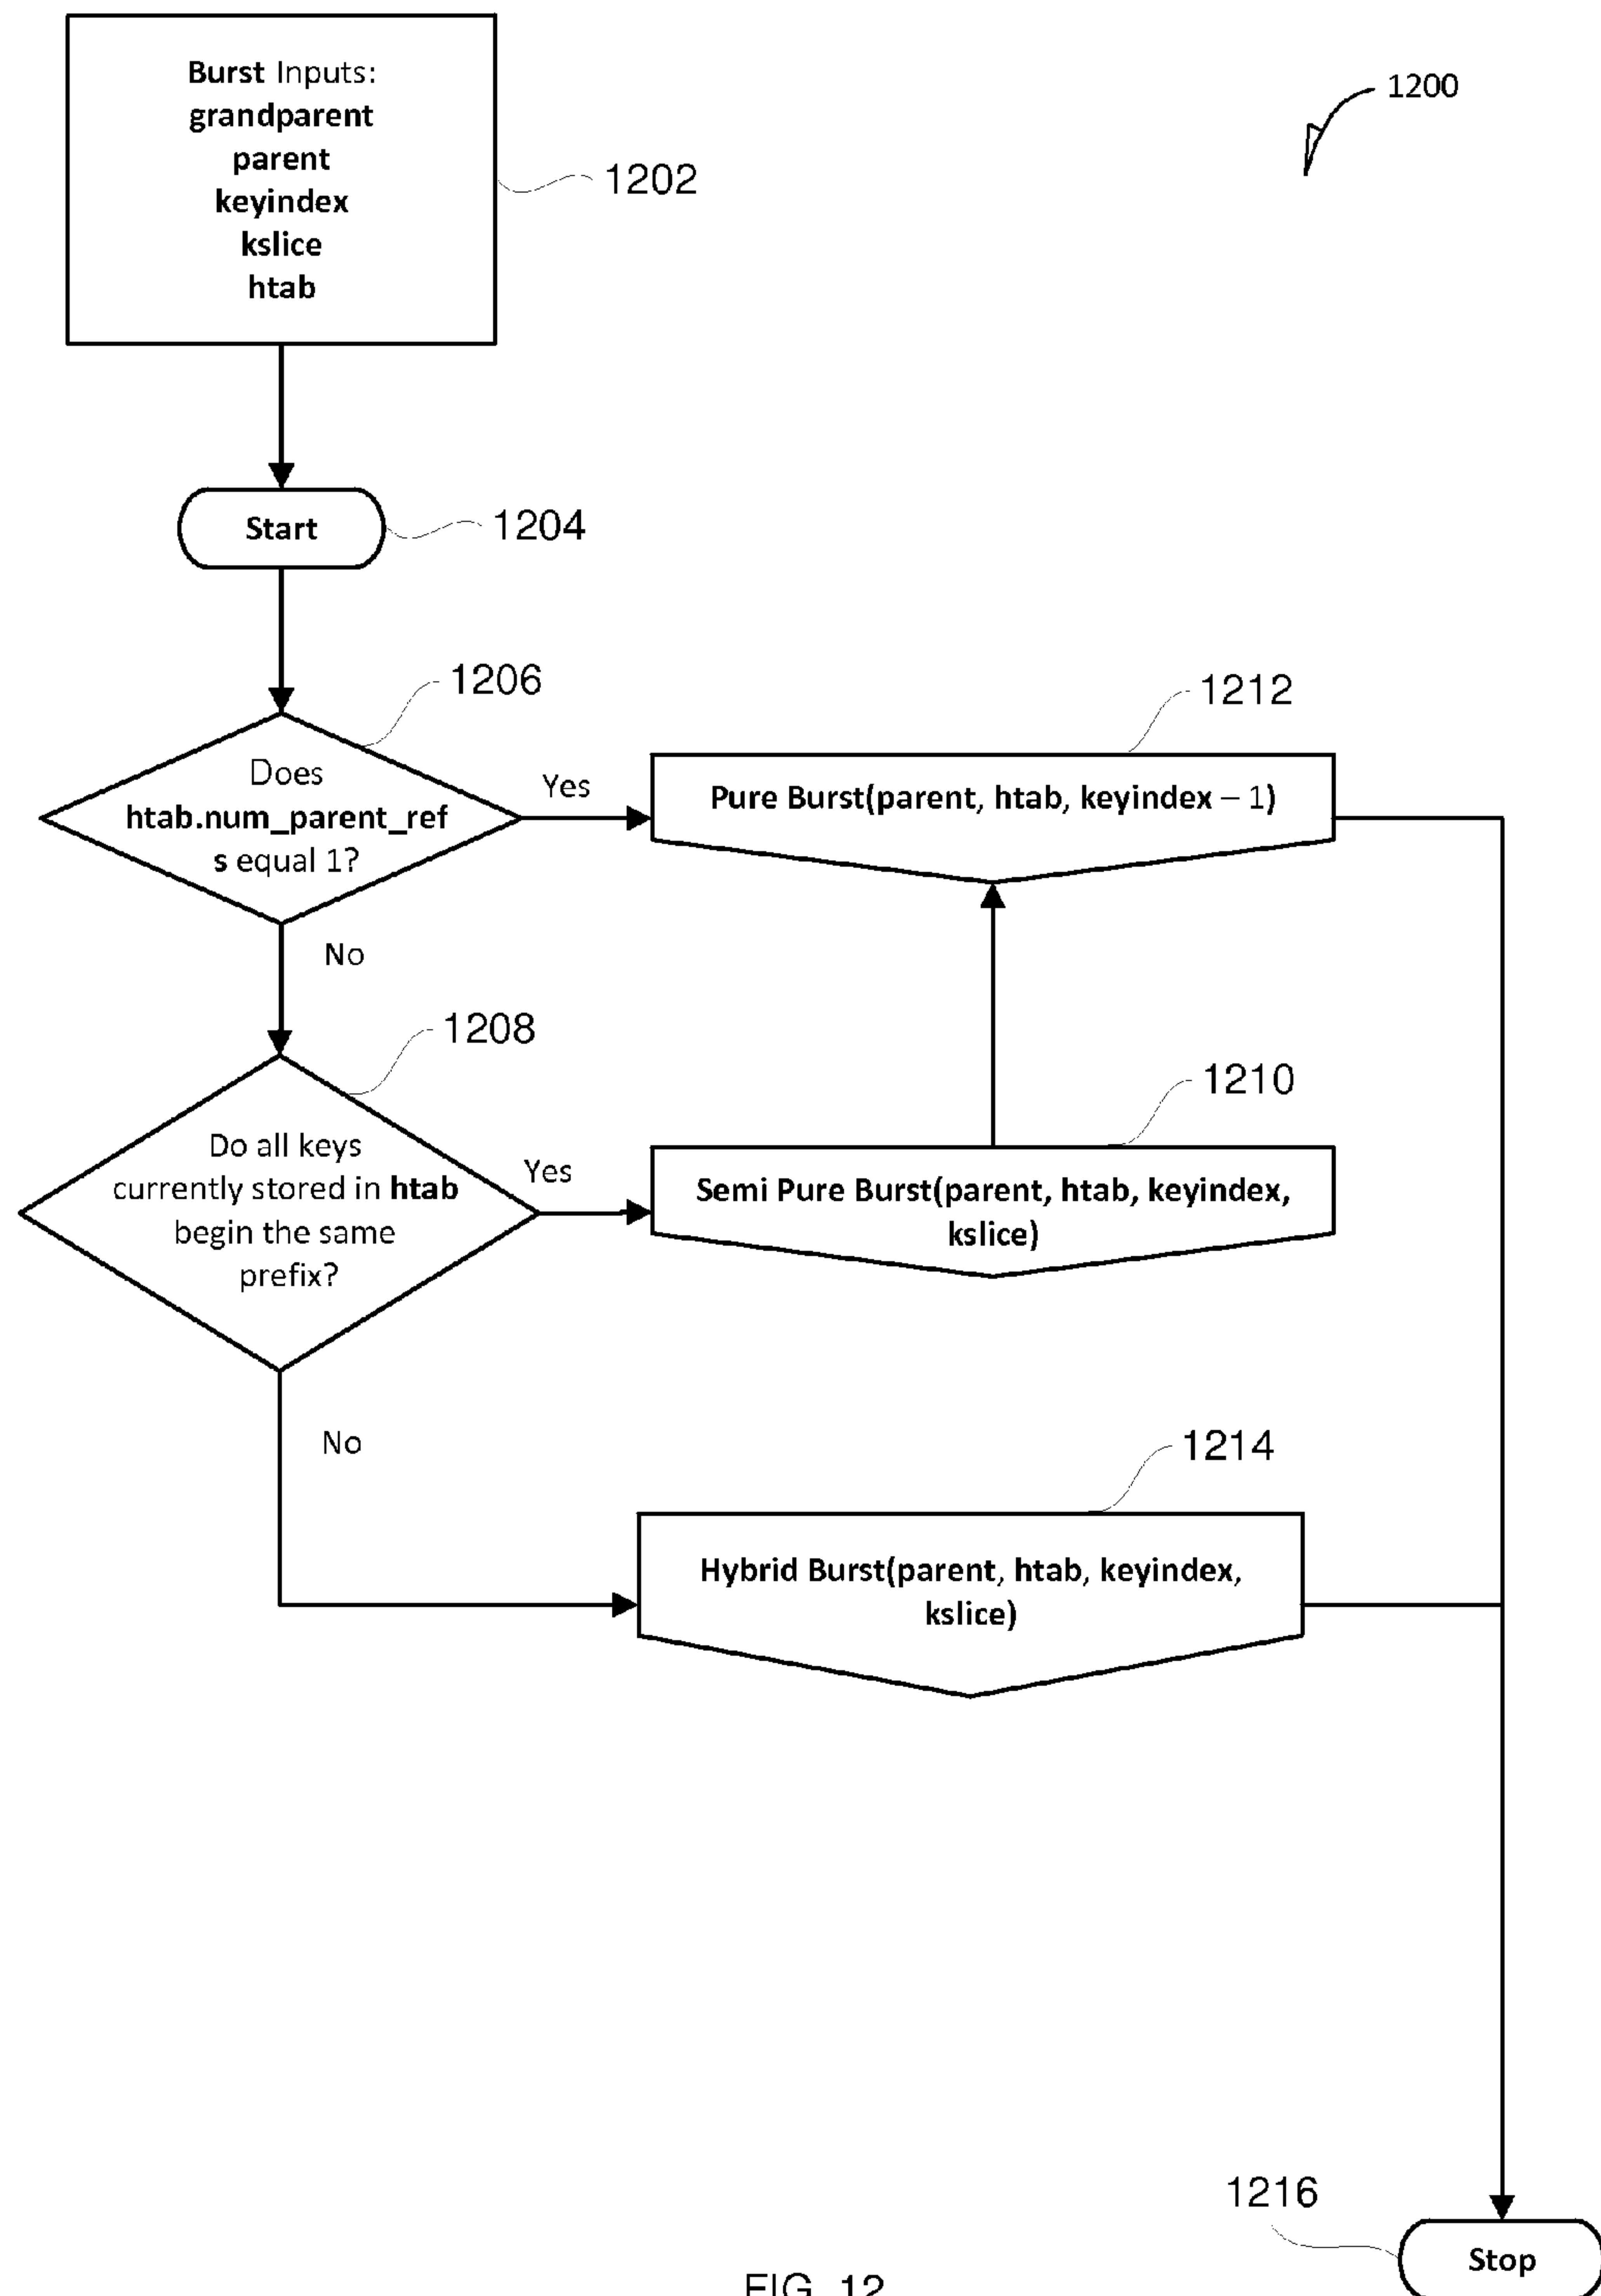 Burst Inputs:
grandparent
parent
keyindex
kslice
htab
1202
1200
Start
1204
1206
Does
htab.num_parent_ref
s equal 1?
Yes
No
1212
Pure Burst(parent, htab, keyindex – 1)
1208
Do all keys
currently stored in htab
begin the same
prefix?
Yes
No
1210
Semi Pure Burst(parent, htab, keyindex,
kslice)
1214
Hybrid Burst(parent, htab, keyindex,
kslice)
1216
Stop
FIG. 12